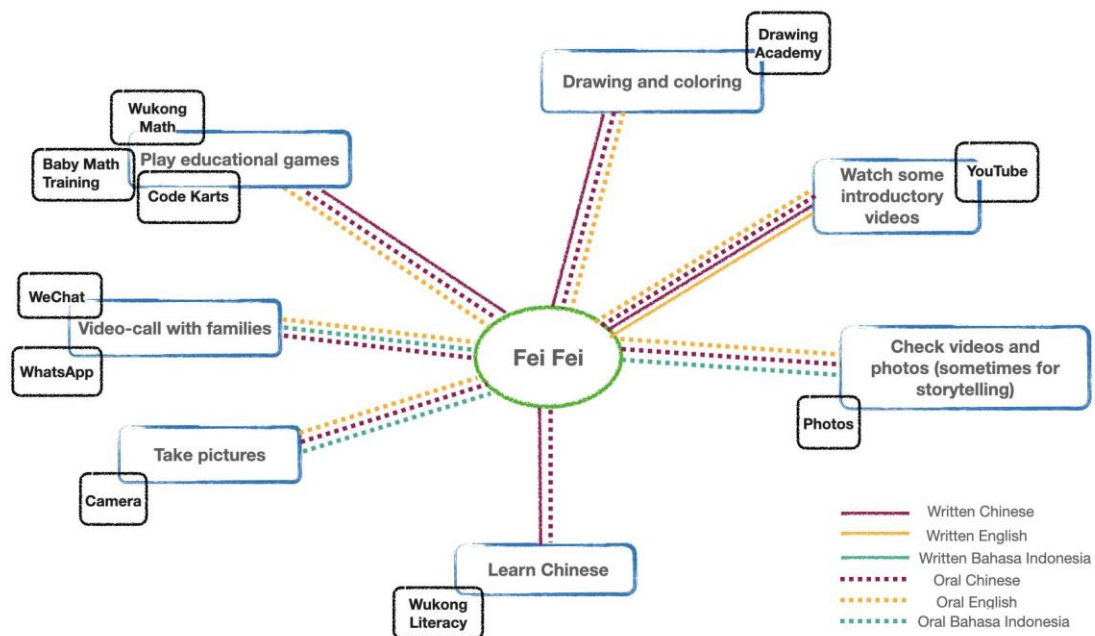 Drawing
Academy
Drawing and coloring
Wukong
Math
Baby Math
Training
Play educational games
Code Karts
YouTube
Watch some
introductory
videos
WeChat
Video-call with families
WhatsApp
Fei Fei
Check videos and
photos (sometimes for
storytelling)
Photos
Take pictures
Camera
Learn Chinese
Wukong
Literacy
Written Chinese
Written English
Written Bahasa Indonesia
Oral Chinese
Oral English
Oral Bahasa Indonesia